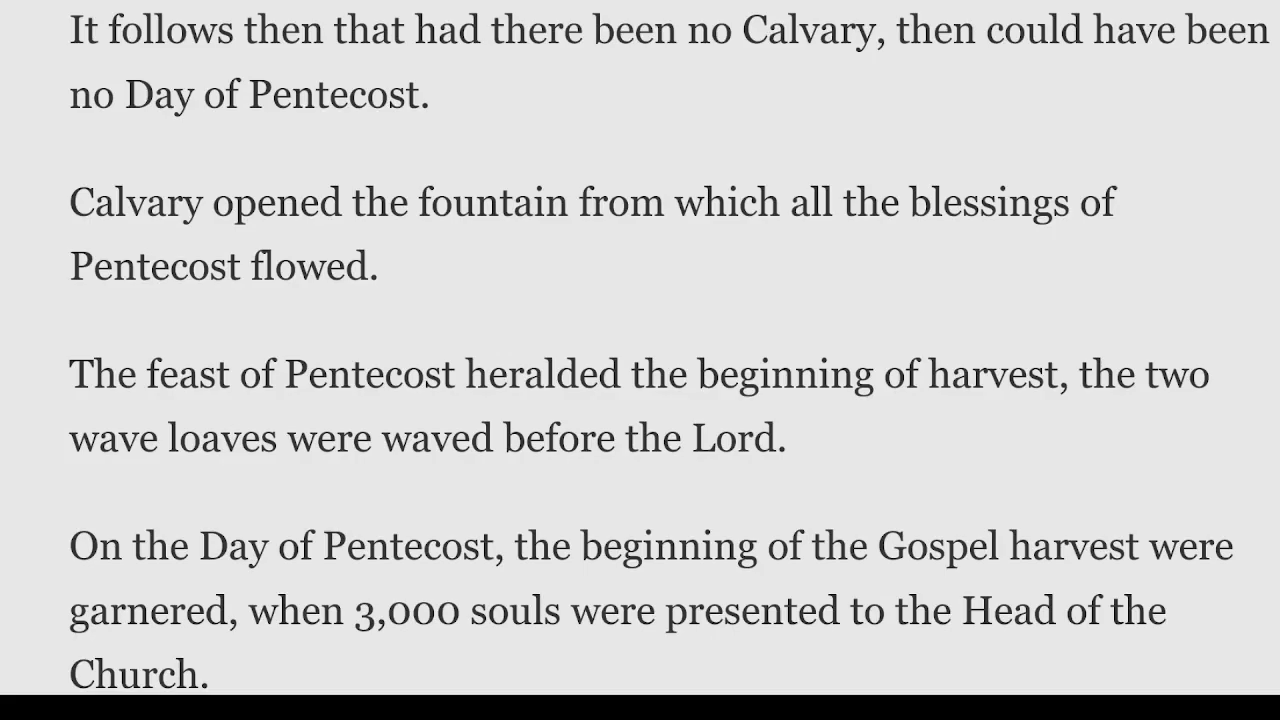 It follows then that had there been no Calvary, then could have been
no Day of Pentecost.
Calvary opened the fountain from which all the blessings of
Pentecost flowed.
The feast of Pentecost heralded the beginning of harvest, the two
wave loaves were waved before the Lord.
On the Day of Pentecost, the beginning of the Gospel harvest were
garnered, when 3,000 souls were presented to the Head of the
Church.